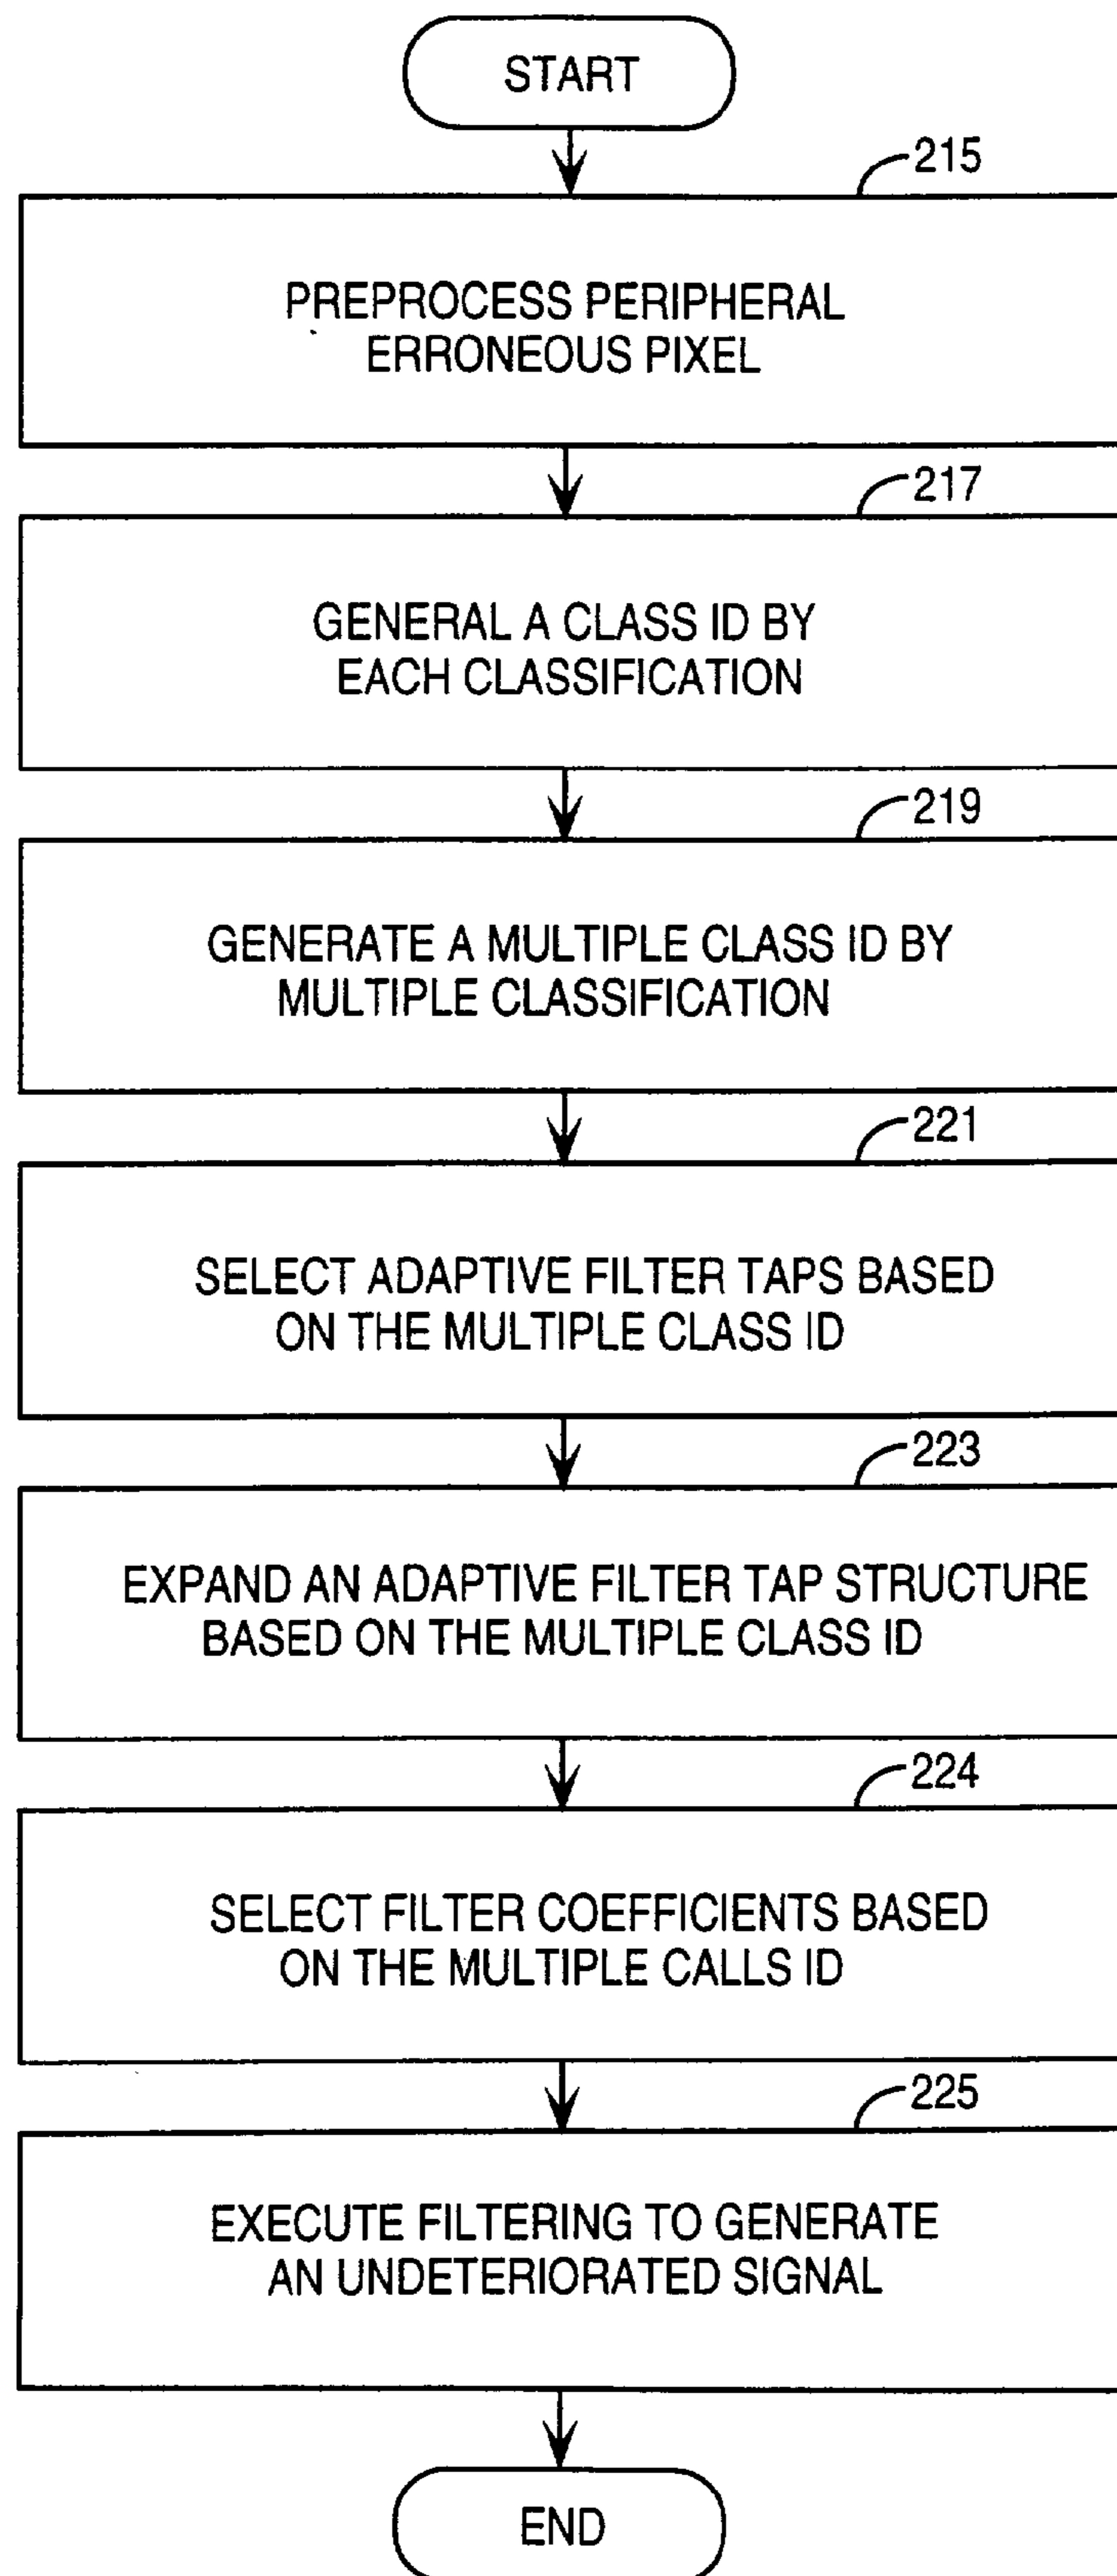 START
215
PREPROCESS PERIPHERAL
ERRONEOUS PIXEL
217
GENERAL A CLASS ID BY
EACH CLASSIFICATION
219
GENERATE A MULTIPLE CLASS ID BY
MULTIPLE CLASSIFICATION
221
SELECT ADAPTIVE FILTER TAPS BASED
ON THE MULTIPLE CLASS ID
223
EXPAND AN ADAPTIVE FILTER TAP STRUCTURE
BASED ON THE MULTIPLE CLASS ID
224
SELECT FILTER COEFFICIENTS BASED
ON THE MULTIPLE CALLS ID
225
EXECUTE FILTERING TO GENERATE
AN UNDETERIORATED SIGNAL
END